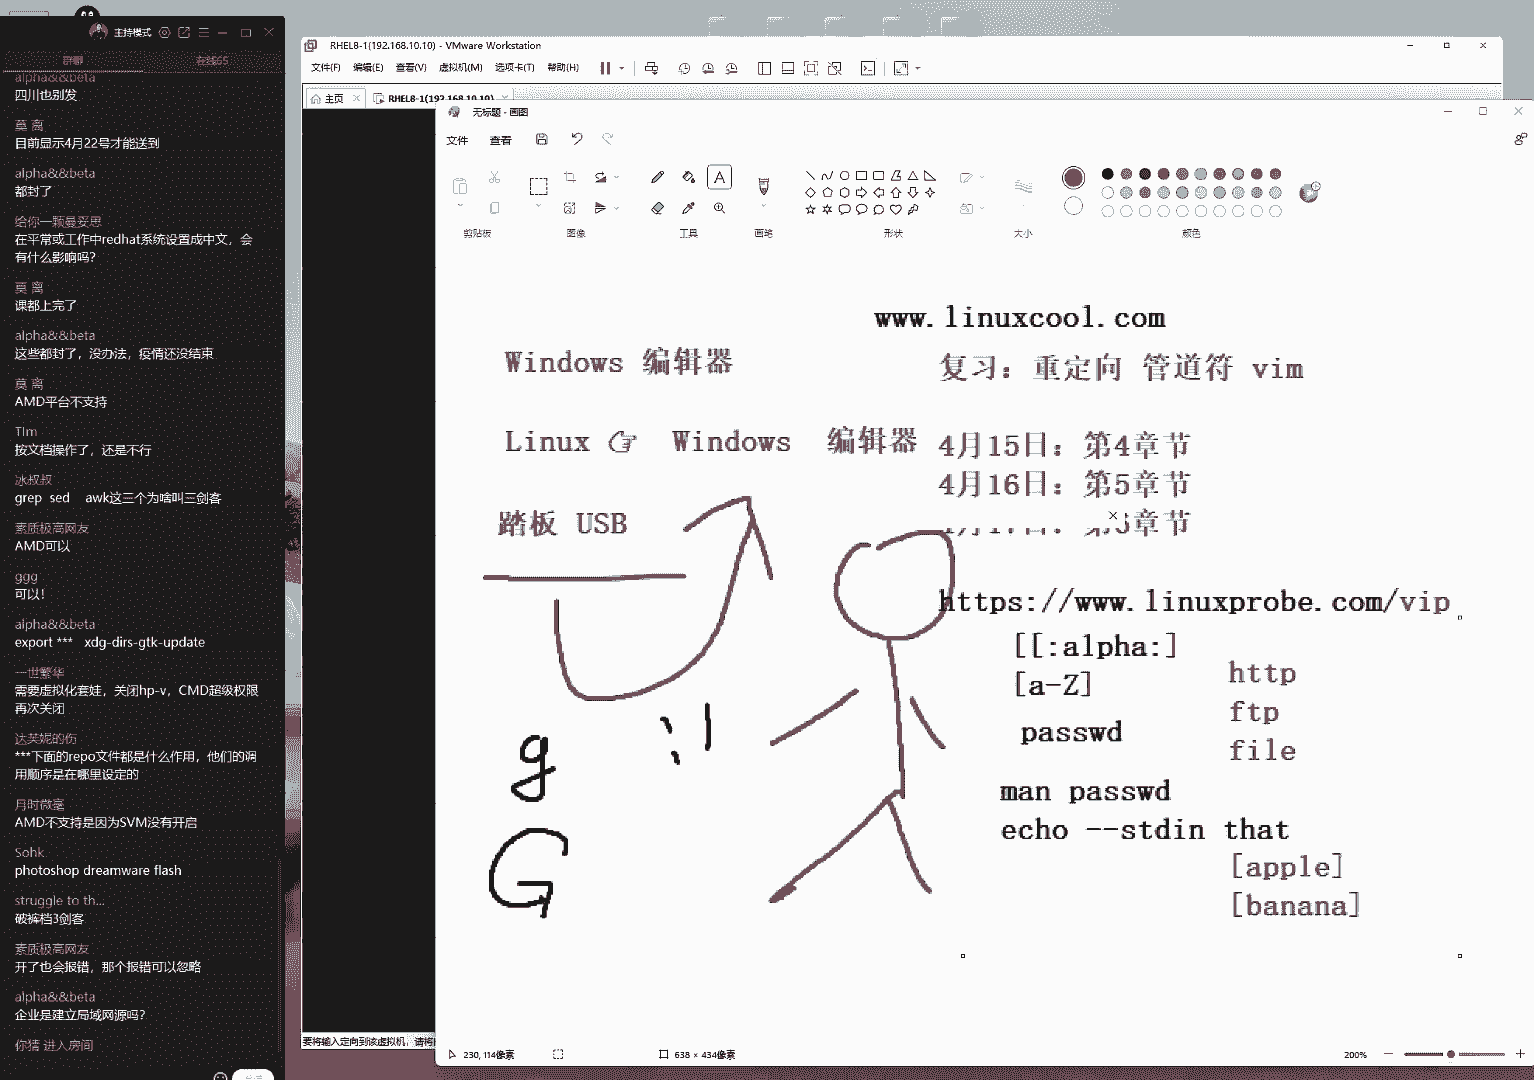 主持模式
群聊
在线65
alpha&&beta
四川也别发
莫 离
目前显示4月22号才能送到
alpha&&beta
都封了
给你一颗曼妥思
在平常或工作中redhat系统设置成中文，会
有什么影响吗?
莫 离
课都上完了
alpha&&beta
这些都封了，没办法，疫情还没结束
莫 离
AMD平台不支持
TIm
按文档操作了，还是不行
冰叔叔
grep sed awk这三个为啥叫三剑客
素质极高网友
AMD可以
ggg
可以!
alpha&&beta
export *** xdg-dirs-gtk-update
一世繁华
需要虚拟化套娃，关闭hp-v，CMD超级权限
再次关闭
达芙妮的伤
***下面的repo文件都是什么作用，他们的调
用顺序是在哪里设定的
月时微毫
AMD不支持是因为SVM没有开启
Sohk
photoshop dreamware flash
struggle to th...
破裤裆3剑客
素质极高网友
开了也会报错，那个报错可以忽略
alpha&&beta
企业是建立局域网源吗?
你猜 进入房间
RHEL8-1(192.168.10.10) - VMware Workstation
文件(F) 编辑(E) 查看(V) 虚拟机(M) 选项卡(T) 帮助(H)
主页 RHEL8-1(192.168.10.10)
无标题 - 画图
文件 查看
剪贴板 图像 工具 画笔 形状 大小 颜色
www.linuxcool.com
Windows 编辑器
复习: 重定向 管道符 vim
Linux 👉 Windows 编辑器
4月15日: 第4章节
4月16日: 第5章节
踏板 USB
章节
https://www.linuxprobe.com/vip
[[:alpha:]
[a-Z]
http
ftp
passwd
file
g
:!
man passwd
echo --stdin that
G
[apple]
[banana]
要将输入定向到该虚拟机，请将
230, 114像素
638 × 434像素
200%